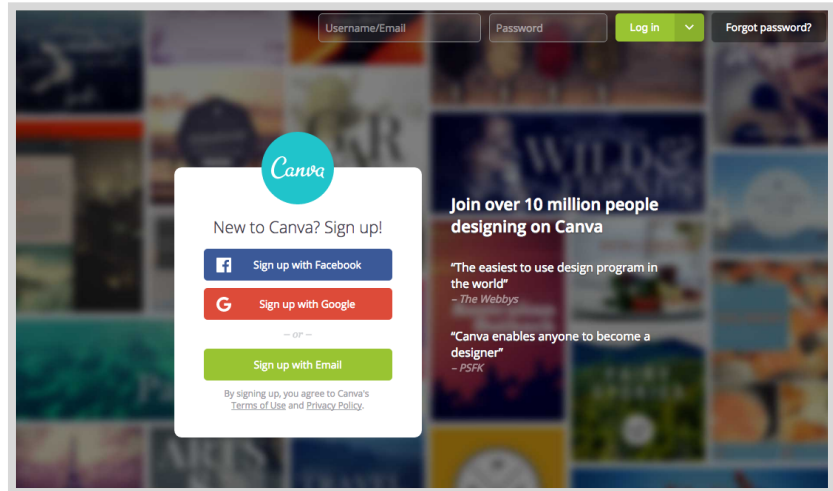 Username/Email
Password
Log in
Forgot password?
Canva
New to Canva? Sign up!
Sign up with Facebook
G
Sign up with Google
– or –
Sign up with Email
By signing up, you agree to Canva's
Terms of Use and Privacy Policy.
Join over 10 million people
designing on Canva
“The easiest to use design program in
the world”
– The Webbys
“Canva enables anyone to become a
designer”
– PSFK
WILD &
ARTS
TRAVEL